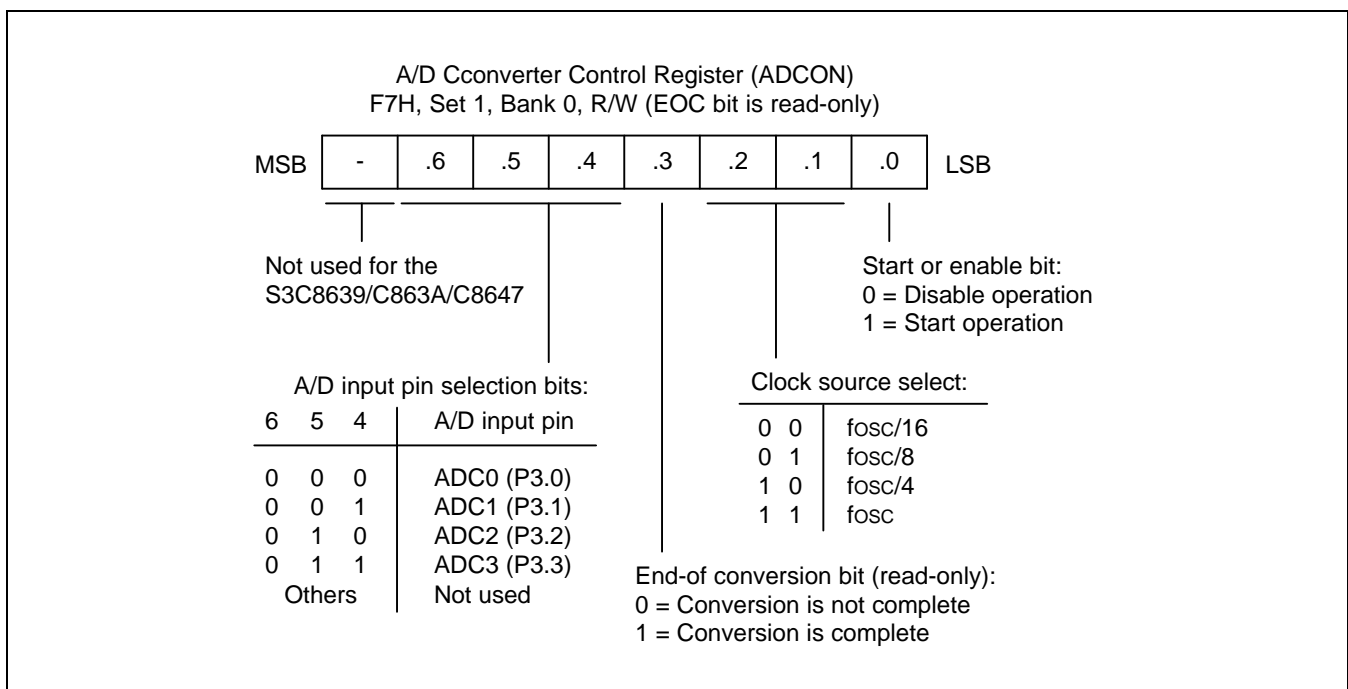 A/D Cconverter Control Register (ADCON)
F7H, Set 1, Bank 0, R/W (EOC bit is read-only)
MSB - .6 .5 .4 .3 .2 .1 .0 LSB
Not used for the
S3C8639/C863A/C8647
Start or enable bit:
0 = Disable operation
1 = Start operation
A/D input pin selection bits:
6 5 4 A/D input pin
0 0 0 ADC0 (P3.0)
0 0 1 ADC1 (P3.1)
0 1 0 ADC2 (P3.2)
0 1 1 ADC3 (P3.3)
Others Not used
Clock source select:
0 0 fosc/16
0 1 fosc/8
1 0 fosc/4
1 1 fosc
End-of conversion bit (read-only):
0 = Conversion is not complete
1 = Conversion is complete